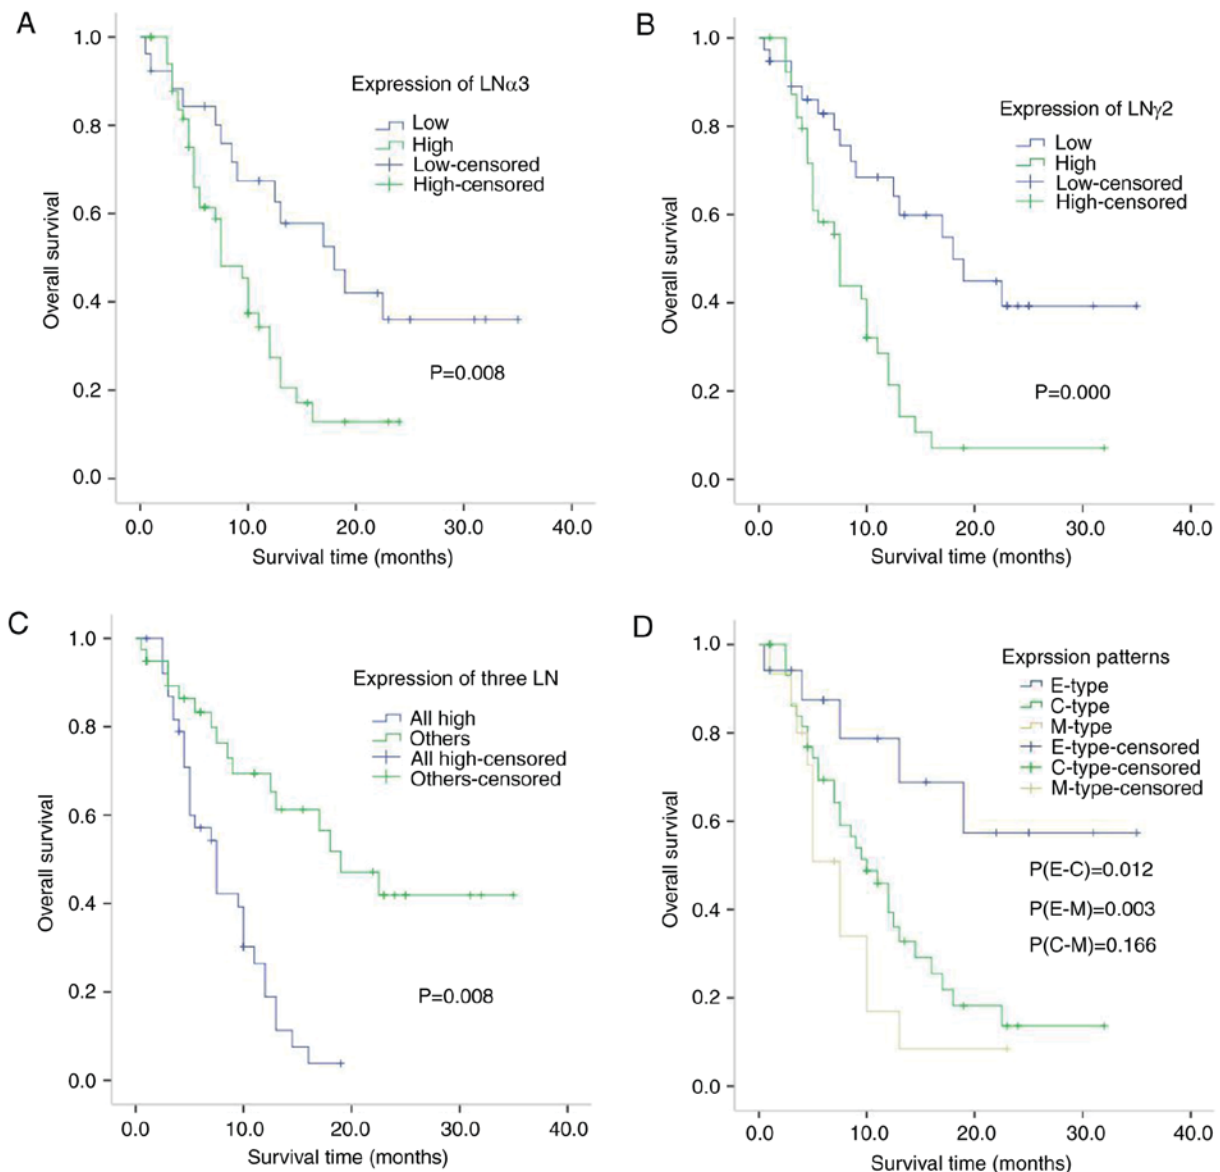 A
Expression of LNα3
Low
High
Low-censored
High-censored
P=0.008
Overall survival
1.0
0.8
0.6
0.4
0.2
0.0
0.0 10.0 20.0 30.0 40.0
Survival time (months)
B
Expression of LNγ2
Low
High
Low-censored
High-censored
P=0.000
Overall survival
1.0
0.8
0.6
0.4
0.2
0.0
0.0 10.0 20.0 30.0 40.0
Survival time (months)
C
Expression of three LN
All high
Others
All high-censored
Others-censored
P=0.008
Overall survival
1.0
0.8
0.6
0.4
0.2
0.0
0.0 10.0 20.0 30.0 40.0
Survival time (months)
D
Exprssion patterns
E-type
C-type
M-type
E-type-censored
C-type-censored
M-type-censored
P(E-C)=0.012
P(E-M)=0.003
P(C-M)=0.166
Overall survival
1.0
0.8
0.6
0.4
0.2
0.0
0.0 10.0 20.0 30.0 40.0
Survival time (months)